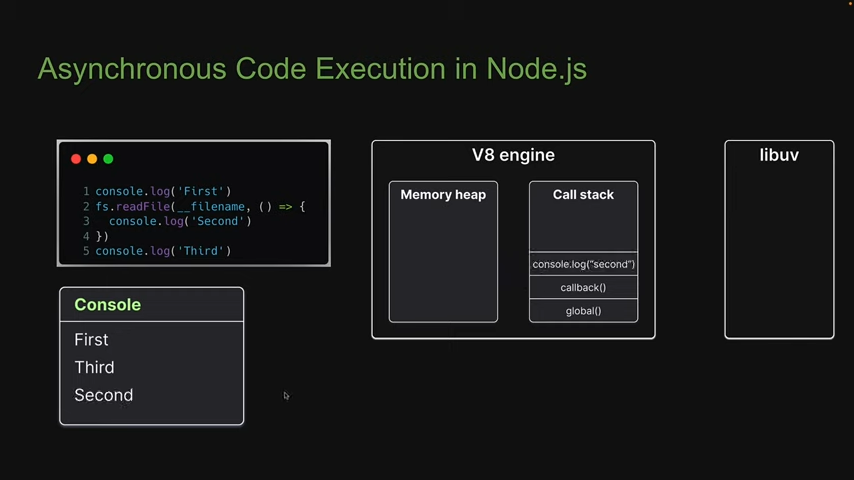 Asynchronous Code Execution in Node.js
1 console.log('First')
2 fs.readFile(__filename, () => {
3 console.log('Second')
4 })
5 console.log('Third')
Console
First
Third
Second
V8 engine
Memory heap
Call stack
console.log("second")
callback()
global()
libuv